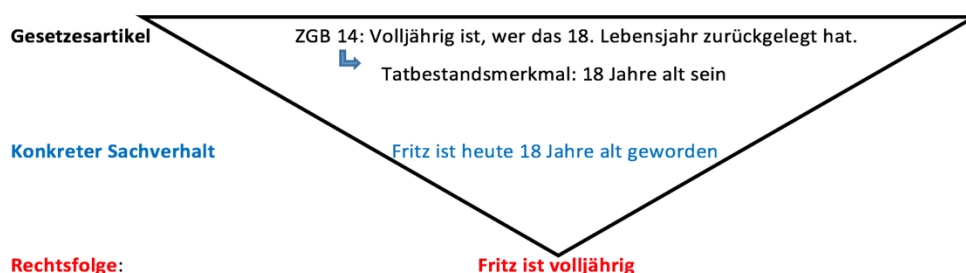 Gesetzesartikel ZGB 14: Volljährig ist, wer das 18. Lebensjahr zurückgelegt hat.
Tatbestandsmerkmal: 18 Jahre alt sein
Konkreter Sachverhalt Fritz ist heute 18 Jahre alt geworden
Rechtsfolge: Fritz ist volljährig